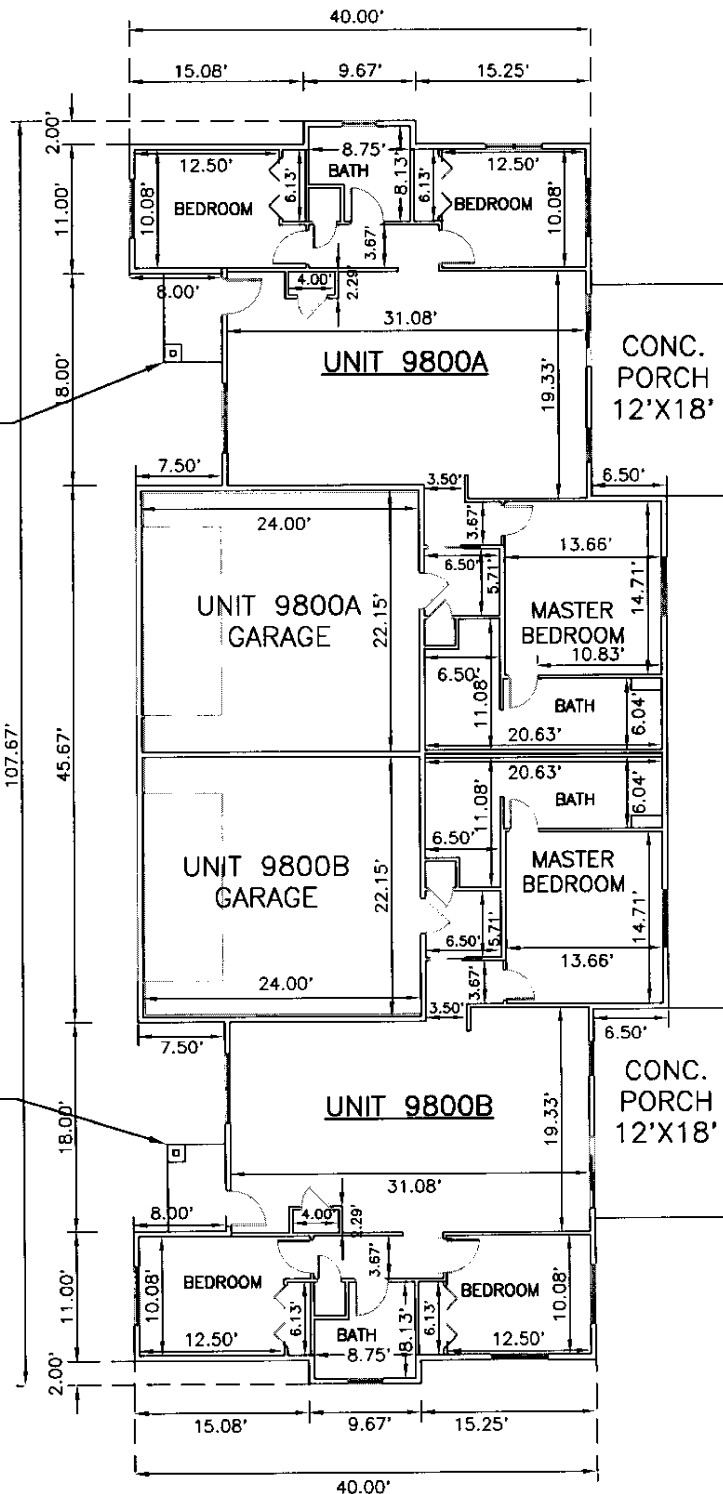 40.00'
15.08' 9.67' 15.25'
2.00'
8.75'
BATH
8.13'
12.50'
6.13'
6.13'
12.50'
11.00'
10.08'
BEDROOM
BEDROOM
10.08'
3.67'
8.00'
4.00'
2.29'
31.08'
UNIT 9800A
8.00'
19.33'
CONC.
PORCH
12'X18'
7.50'
3.50'
6.50'
24.00'
3.67'
13.66'
6.50'
5.71'
14.71'
UNIT 9800A
GARAGE
22.15'
MASTER
BEDROOM
10.83'
6.50'
11.08'
BATH
6.04'
20.63'
107.67'
45.67'
20.63'
11.08'
BATH
6.04'
6.50'
UNIT 9800B
GARAGE
22.15'
MASTER
BEDROOM
14.71'
6.50'
5.71'
13.66'
24.00'
3.67'
3.50'
7.50'
6.50'
18.00'
UNIT 9800B
19.33'
CONC.
PORCH
12'X18'
31.08'
8.00'
4.00'
2.29'
3.67'
11.00'
10.08'
BEDROOM
BEDROOM
10.08'
6.13'
BATH
8.13'
6.13'
12.50'
8.75'
12.50'
2.00'
15.08' 9.67' 15.25'
40.00'